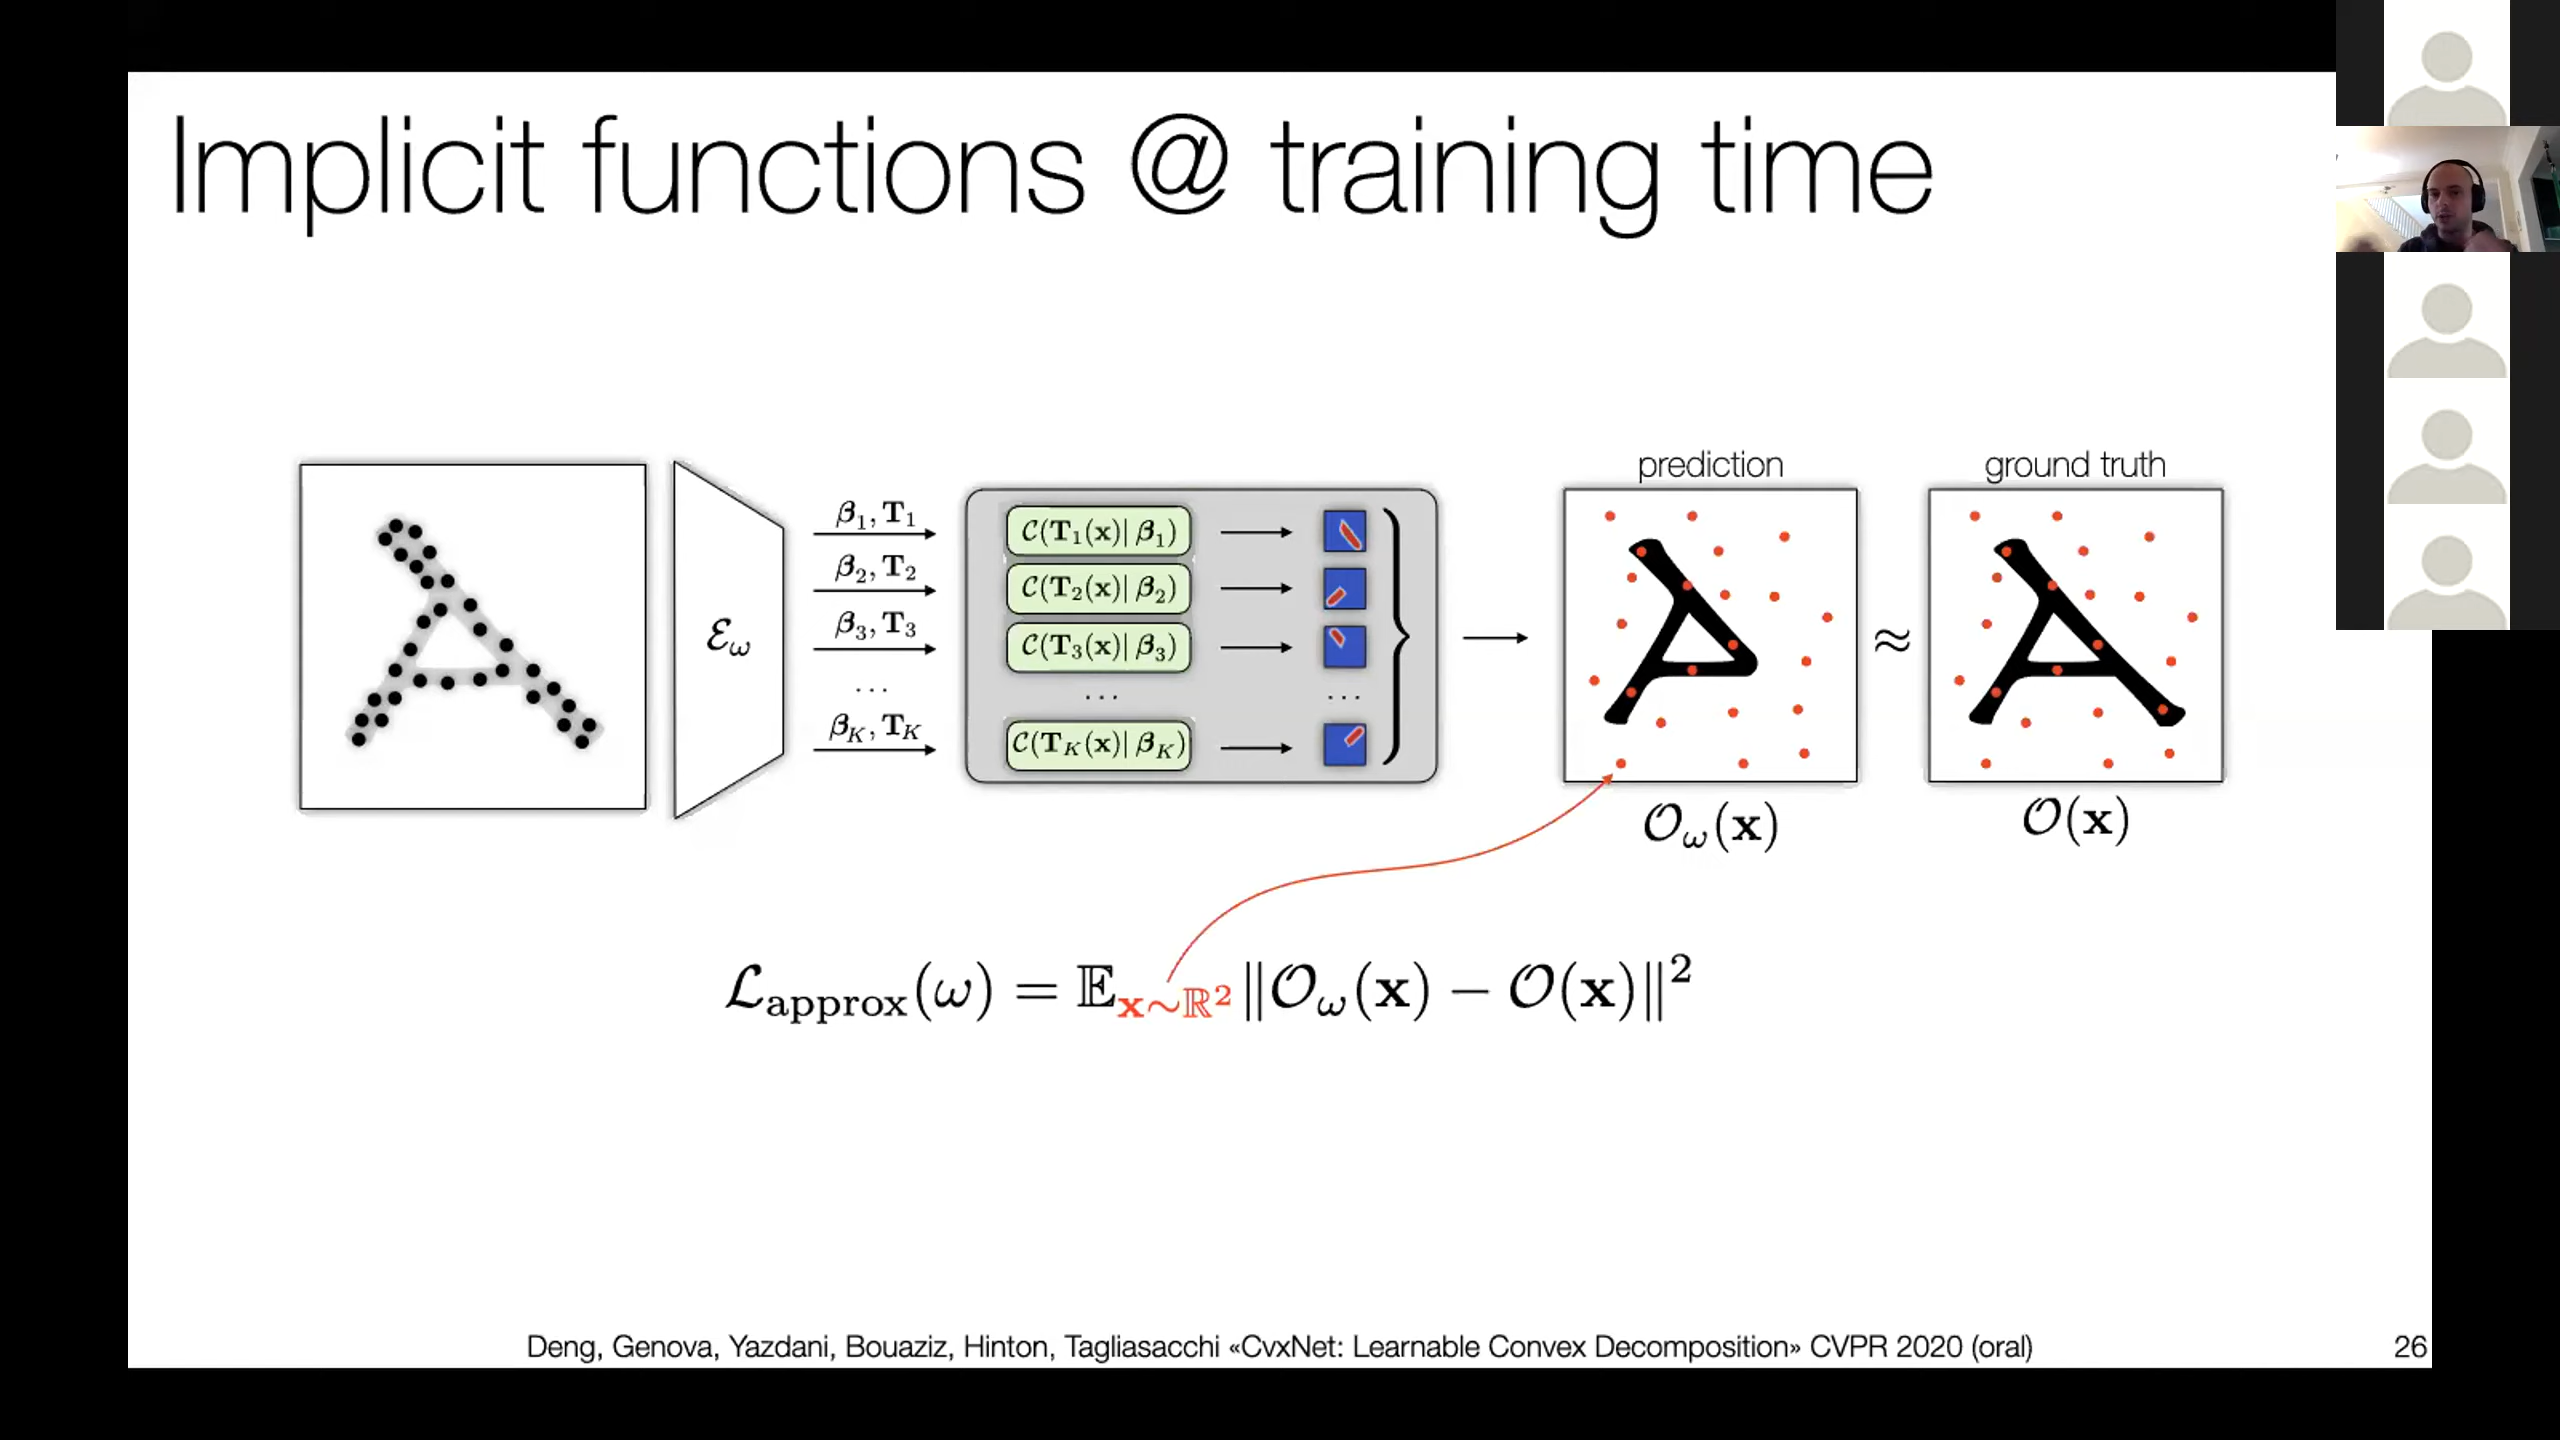 Implicit functions @ training time
prediction
ground truth
β₁, T₁
β₂, T₂
β₃, T₃
...
β_K, T_K
ℰ_ω
𝒞(T₁(x)| β₁)
𝒞(T₂(x)| β₂)
𝒞(T₃(x)| β₃)
...
𝒞(T_K(x)| β_K)
...
≈
𝒪_ω(x)
𝒪(x)
ℒ_approx(ω) = 𝔼_{x∼ℝ²} ‖𝒪_ω(x) − 𝒪(x)‖²
Deng, Genova, Yazdani, Bouaziz, Hinton, Tagliasacchi «CvxNet: Learnable Convex Decomposition» CVPR 2020 (oral)
26